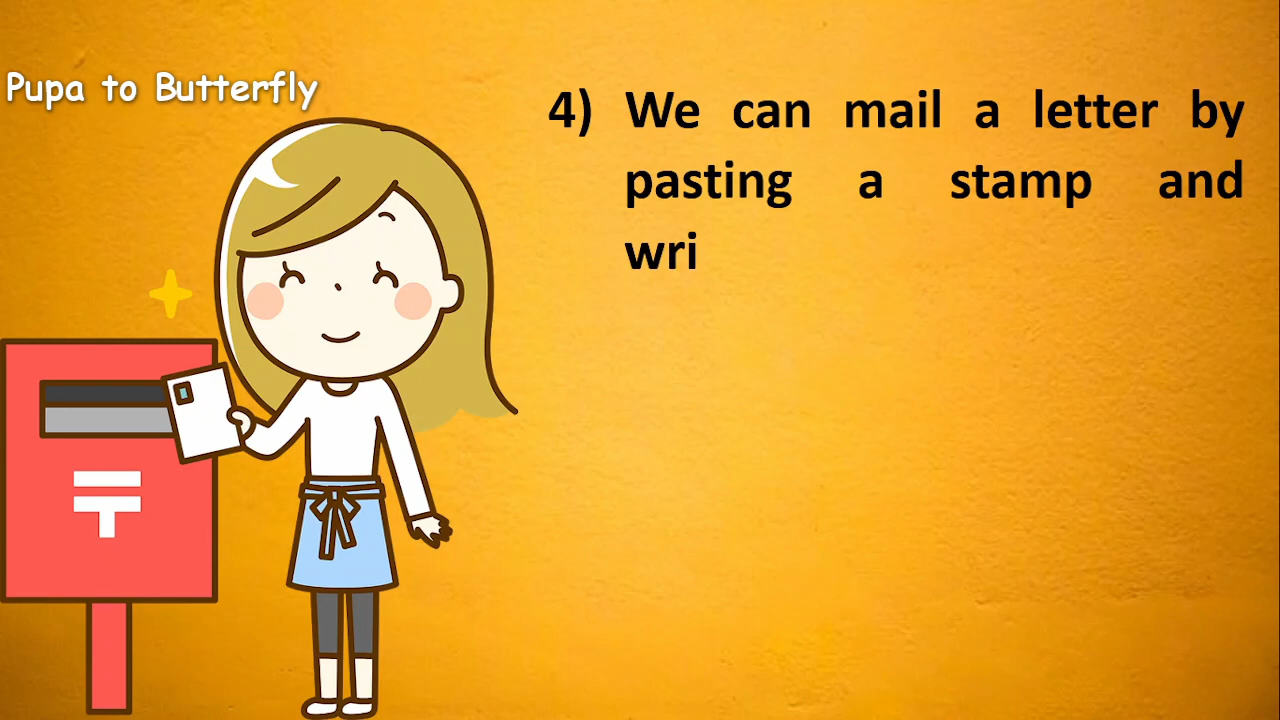 Pupa to Butterfly
4) We can mail a letter by
pasting a stamp and
wri